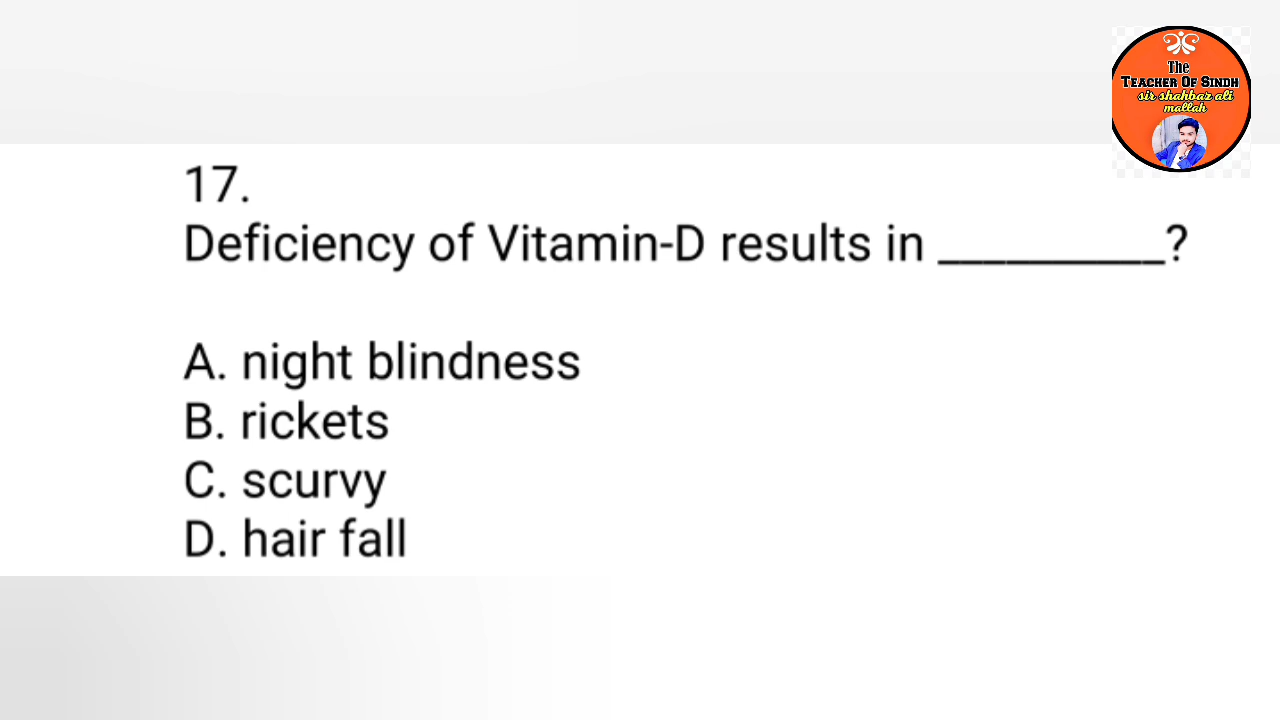 The
TEACHER OF SINDH
sir shahbaz ali
mallah
17.
Deficiency of Vitamin-D results in __________?
A. night blindness
B. rickets
C. scurvy
D. hair fall